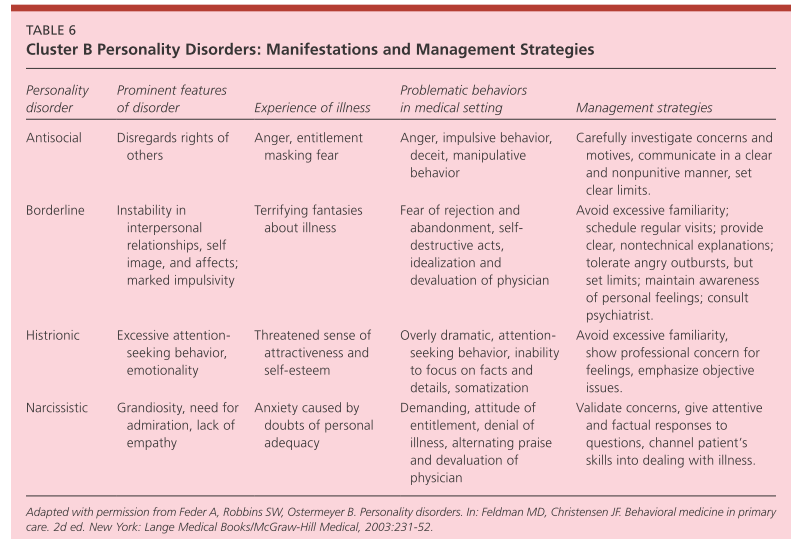 TABLE 6
Cluster B Personality Disorders: Manifestations and Management Strategies
Personality disorder
Prominent features of disorder
Experience of illness
Problematic behaviors in medical setting
Management strategies
Antisocial
Disregards rights of
others
Anger, entitlement
masking fear
Anger, impulsive behavior,
deceit, manipulative
behavior
Carefully investigate concerns and
motives, communicate in a clear
and nonpunitive manner, set
clear limits.
Borderline
Instability in
interpersonal
relationships, self
image, and affects;
marked impulsivity
Terrifying fantasies
about illness
Fear of rejection and
abandonment, self-
destructive acts,
idealization and
devaluation of physician
Avoid excessive familiarity;
schedule regular visits; provide
clear, nontechnical explanations;
tolerate angry outbursts, but
set limits; maintain awareness
of personal feelings; consult
psychiatrist.
Histrionic
Excessive attention-
seeking behavior,
emotionality
Threatened sense of
attractiveness and
self-esteem
Overly dramatic, attention-
seeking behavior, inability
to focus on facts and
details, somatization
Avoid excessive familiarity,
show professional concern for
feelings, emphasize objective
issues.
Narcissistic
Grandiosity, need for
admiration, lack of
empathy
Anxiety caused by
doubts of personal
adequacy
Demanding, attitude of
entitlement, denial of
illness, alternating praise
and devaluation of
physician
Validate concerns, give attentive
and factual responses to
questions, channel patient's
skills into dealing with illness.
Adapted with permission from Feder A, Robbins SW, Ostermeyer B. Personality disorders. In: Feldman MD, Christensen JF. Behavioral medicine in primary
care. 2d ed. New York: Lange Medical Books/McGraw-Hill Medical, 2003:231-52.